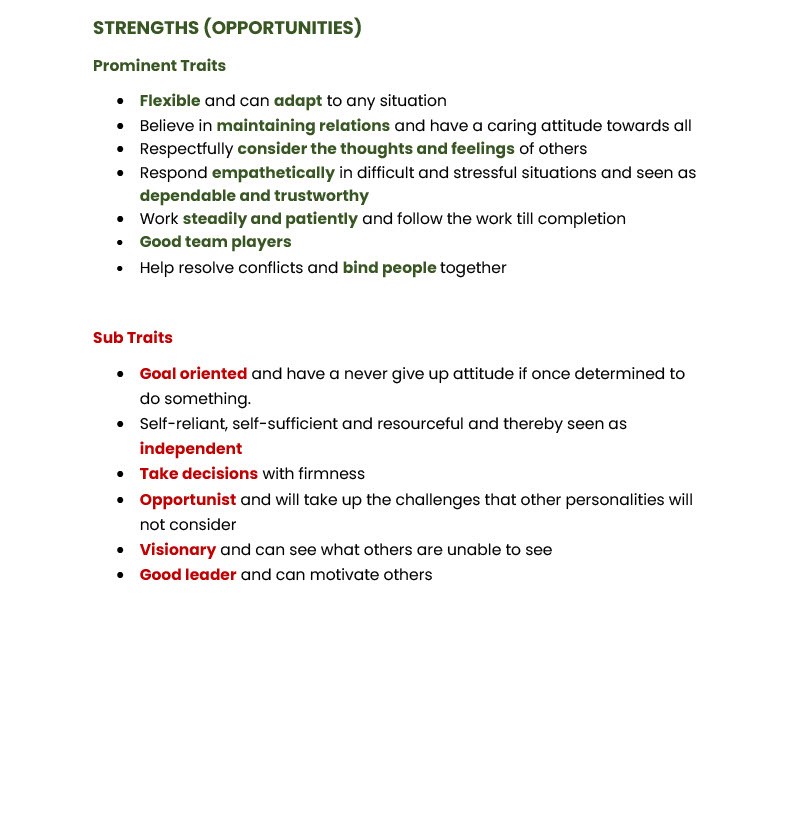 STRENGTHS (OPPORTUNITIES)
Prominent Traits
• Flexible and can adapt to any situation
• Believe in maintaining relations and have a caring attitude towards all
• Respectfully consider the thoughts and feelings of others
• Respond empathetically in difficult and stressful situations and seen as
dependable and trustworthy
• Work steadily and patiently and follow the work till completion
• Good team players
• Help resolve conflicts and bind people together
Sub Traits
• Goal oriented and have a never give up attitude if once determined to
do something.
• Self-reliant, self-sufficient and resourceful and thereby seen as
independent
• Take decisions with firmness
• Opportunist and will take up the challenges that other personalities will
not consider
• Visionary and can see what others are unable to see
• Good leader and can motivate others